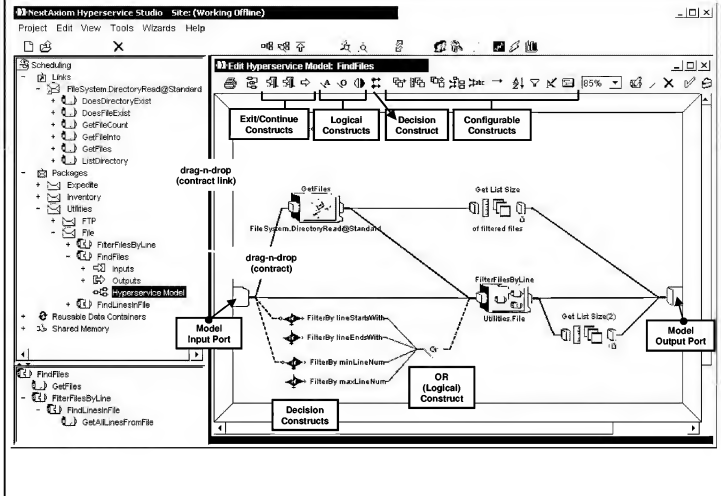 NextAxiom Hyperservice Studio Site: (Working Offline)
Project Edit View Tools Wizards Help
Scheduling
Links
FileSystem.DirectoryRead@Standard
DoesDirectoryExist
DoesFileExist
GetFileCount
GetFileInfo
GetFiles
ListDirectory
Packages
Expedite
Inventory
Utilities
FTP
File
FilterFilesByLine
FindFiles
Inputs
Outputs
Hyperservice Model
FindLinesInFile
Reusable Data Containers
Shared Memory
FindFiles
GetFiles
FilterFilesByLine
FindLinesInFile
GetAllLinesFromFile
Edit Hyperservice Model: FindFiles
85%
Exit/Continue
Constructs
Logical
Constructs
Decision
Construct
Configurable
Constructs
drag-n-drop
(contract link)
GetFiles
FileSystem.DirectoryRead@Standard
Get List Size
of filtered files
drag-n-drop
(contract)
FilterFilesByLine
Utilities.File
Get List Size(2)
Model
Input Port
Model
Output Port
FilterBy lineStartsWith
FilterBy lineEndsWith
FilterBy minLineNum
FilterBy maxLineNum
Or
OR
(Logical)
Construct
Decision
Constructs